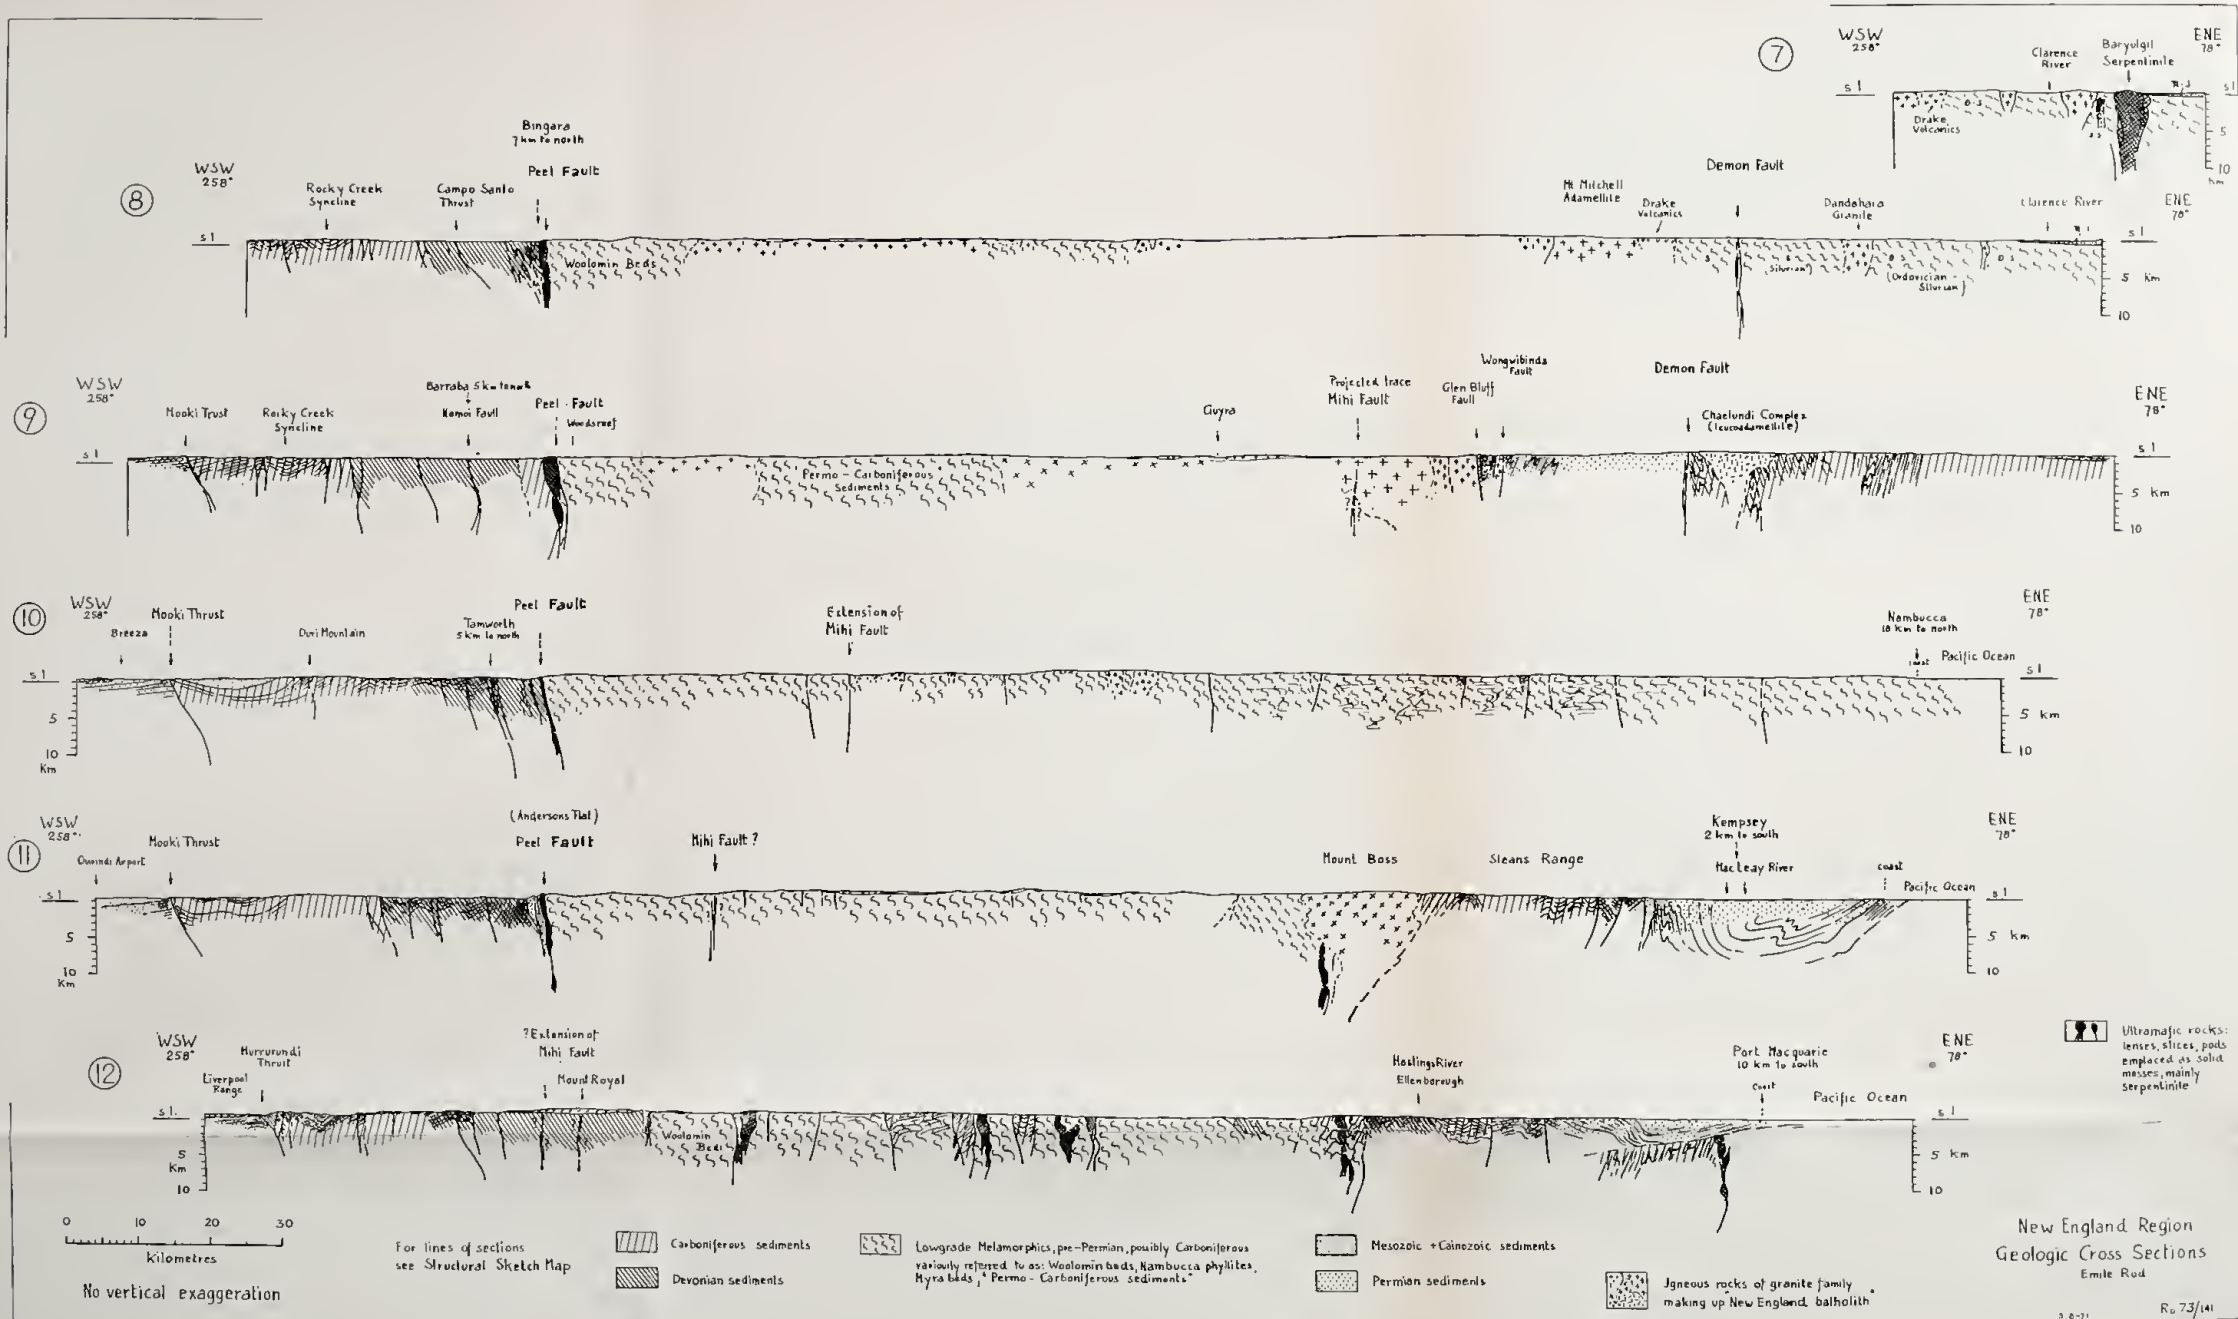 7
WSW
258°
Clarence
River
Baryulgil
Serpentinite
ENE
78°
s l
s l
Drake
Volcanics
O-S
5
10
km
8
WSW
258°
Rocky Creek
Syncline
Campo Santo
Thrust
Bingara
7 km to north
Peel Fault
Mt Mitchell
Adamellite
Drake
Volcanics
Demon Fault
Dandahara
Granite
Clarence River
ENE
78°
s l
s l
Woolomin Beds
(Silurian)
(Ordovician -
Silurian)
O S
5 km
10
9
WSW
258°
Mooki Trust
Rocky Creek
Syncline
Barraba 5 km to north
Namoi Fault
Peel Fault
Woodsreef
Guyra
Projected trace
Mihi Fault
Glen Bluff
Fault
Wongwibinda
Fault
Demon Fault
Chaelundi Complex
(leucoadamellite)
ENE
78°
s l
s l
Permo-Carboniferous
Sediments
5 km
10
10
WSW
258°
Breeza
Mooki Thrust
Duri Mountain
Tamworth
5 km to north
Peel Fault
Extension of
Mihi Fault
Nambucca
18 km to north
coast
Pacific Ocean
ENE
78°
s l
s l
5
10
Km
5 km
10
11
WSW
258°
Quirindi Airport
Mooki Thrust
(Andersons Flat)
Peel Fault
Mihi Fault ?
Mount Boss
Sleans Range
Kempsey
2 km to south
MacLeay River
coast
Pacific Ocean
ENE
78°
s l
s l
5
10
Km
5 km
10
12
WSW
258°
Liverpool
Range
Murrurundi
Thrust
? Extension of
Mihi Fault
Mount Royal
Hastings River
Ellenborough
Port Macquarie
10 km to south
Coast
Pacific Ocean
ENE
78°
s l.
s l
Woolomin
Beds
5
Km
10
5 km
10
Ultramafic rocks:
lenses, slices, pods
emplaced as solid
masses, mainly
serpentinite
0 10 20 30
Kilometres
No vertical exaggeration
For lines of sections
see Structural Sketch Map
Carboniferous sediments
Devonian sediments
Lowgrade Metamorphics, pre-Permian, possibly Carboniferous
variously referred to as: Woolomin beds, Nambucca phyllites,
Myra beds, "Permo-Carboniferous sediments"
Mesozoic + Cainozoic sediments
Permian sediments
Igneous rocks of granite family
making up "New England batholith"
New England Region
Geologic Cross Sections
Emile Rod
Ro 73/141